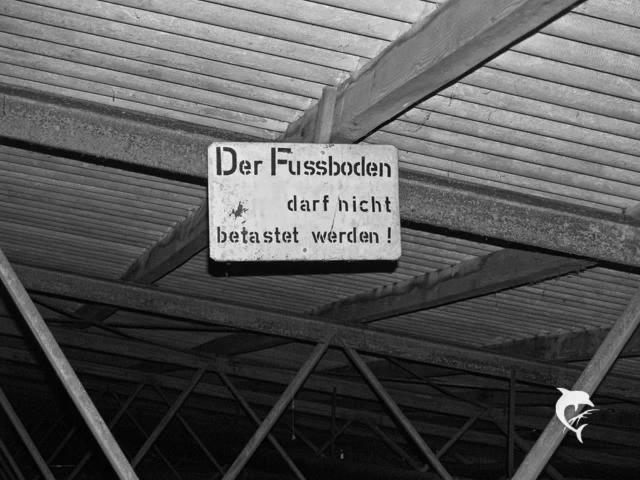 Der Fussboden
darf nicht
betastet werden!